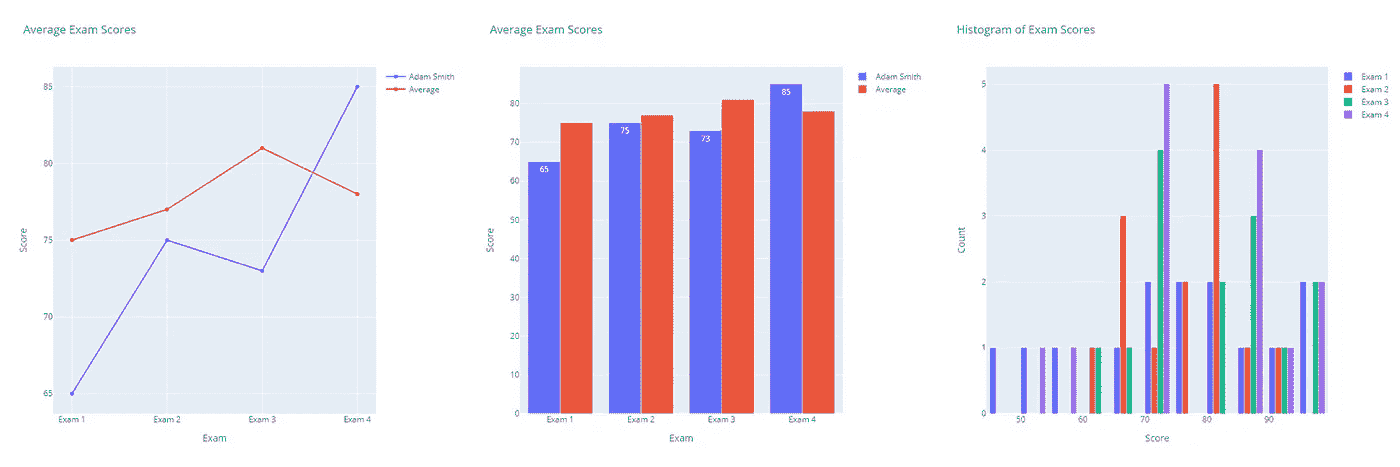 Average Exam Scores
Adam Smith
Average
85
80
75
70
65
Score
Exam 1 Exam 2 Exam 3 Exam 4
Exam
Average Exam Scores
Adam Smith
Average
80
70
60
50
40
30
20
10
0
65 75 73 85
Score
Exam 1 Exam 2 Exam 3 Exam 4
Exam
Histogram of Exam Scores
Exam 1
Exam 2
Exam 3
Exam 4
5
4
3
2
1
0
Count
50 60 70 80 90
Score